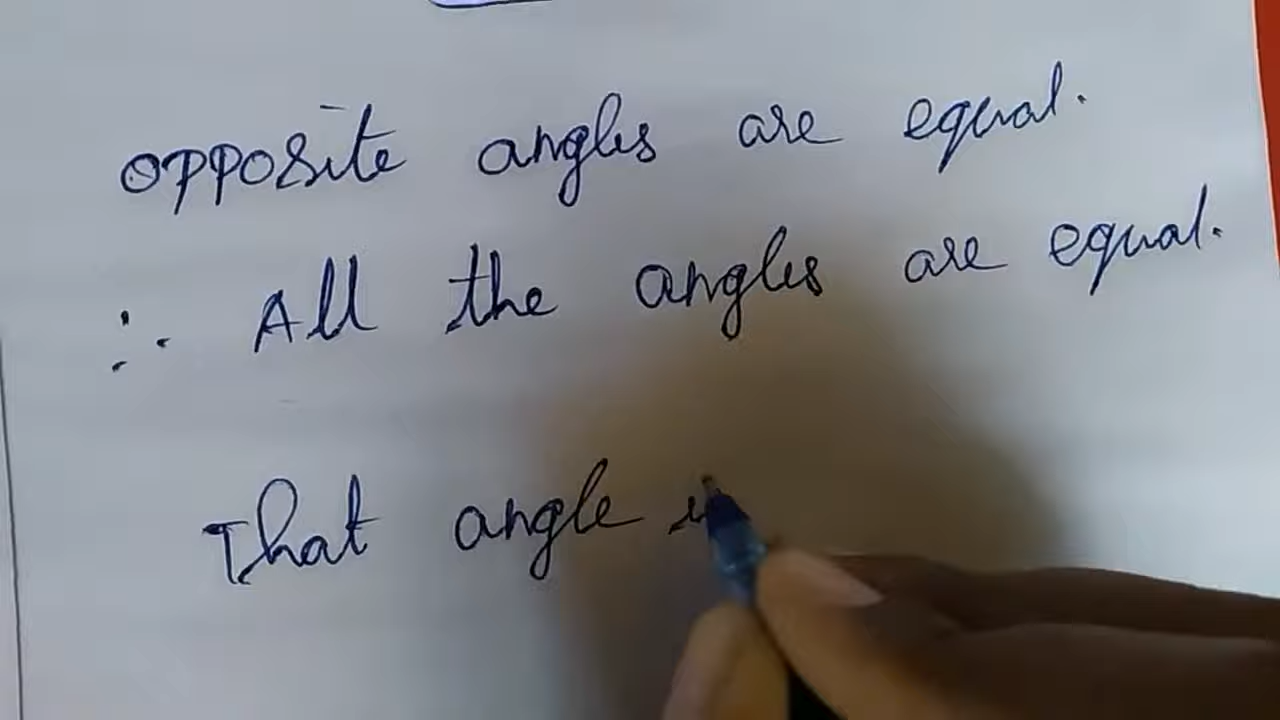 opposite angles are equal.
∴ All the angles are equal.
That angle